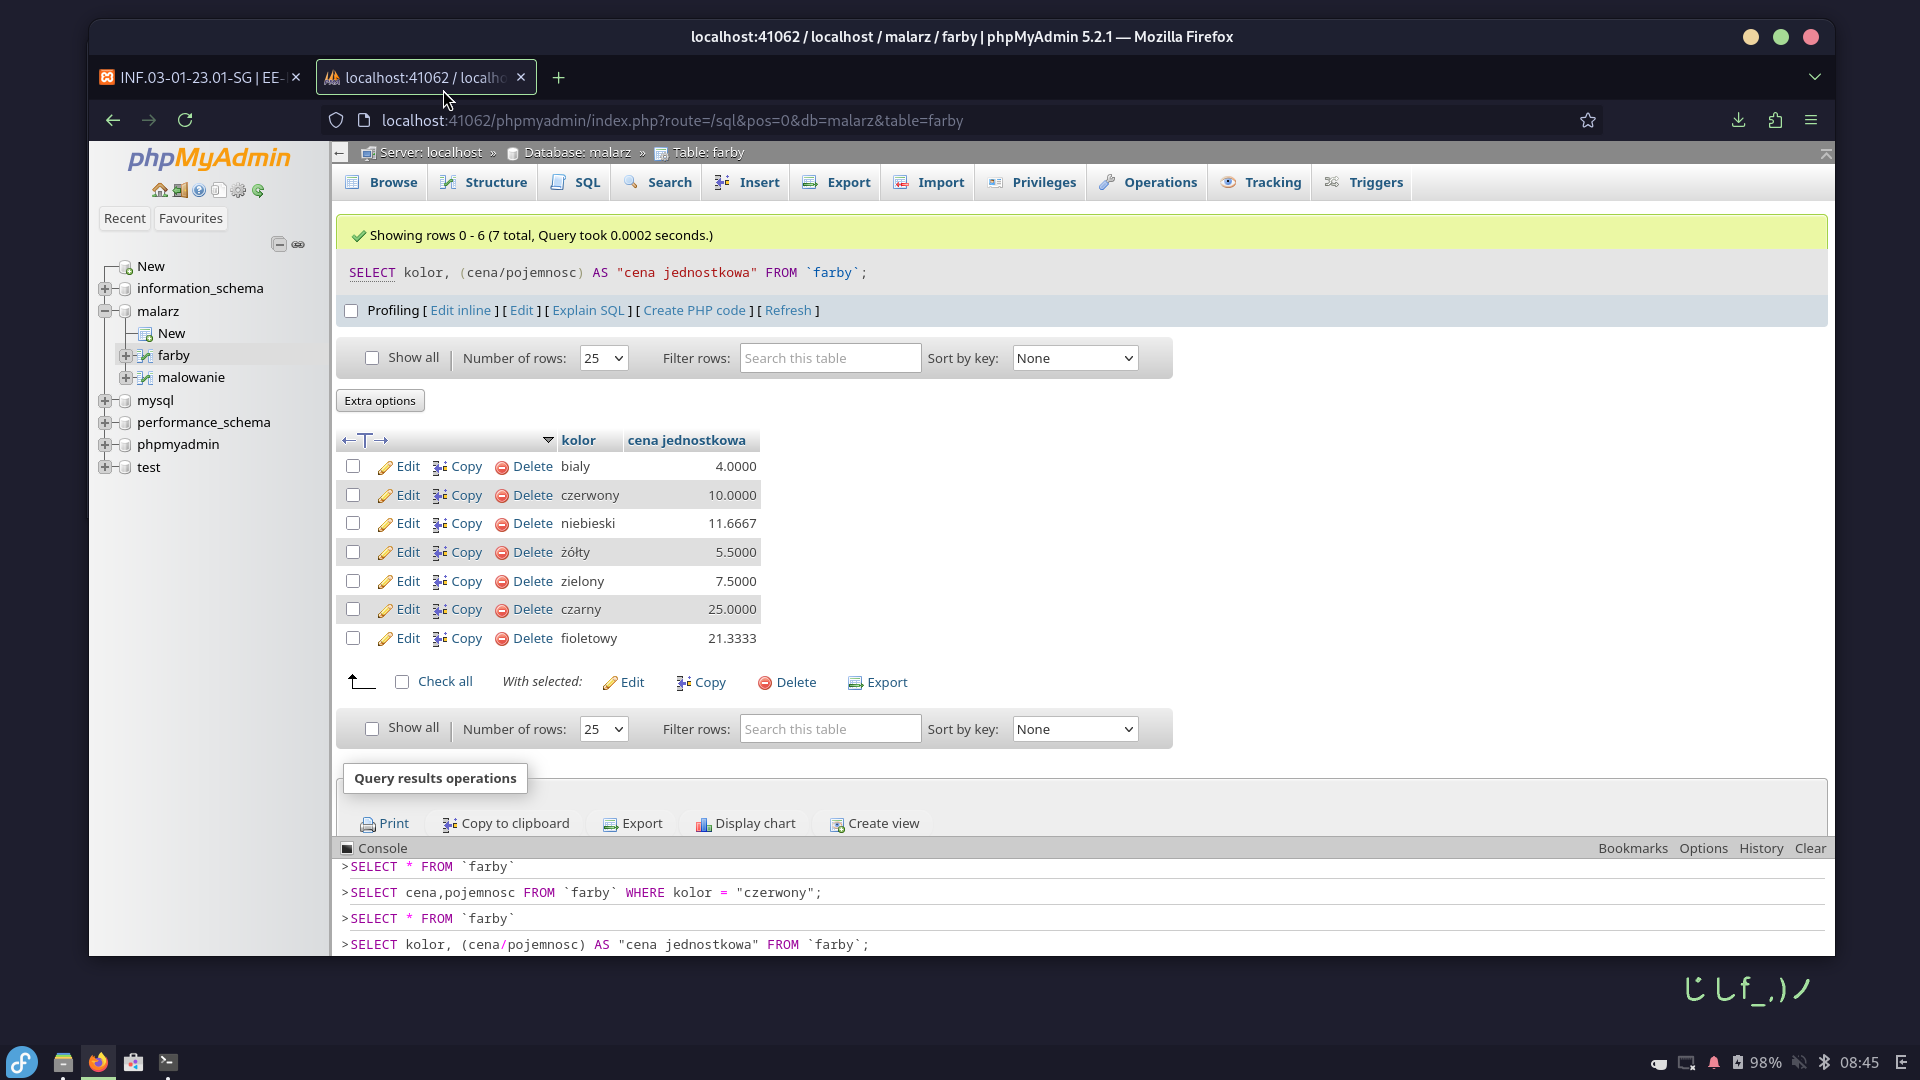 localhost:41062 / localhost / malarz / farby | phpMyAdmin 5.2.1 — Mozilla Firefox
INF.03-01-23.01-SG | EE-
localhost:41062 / localho
localhost:41062/phpmyadmin/index.php?route=/sql&pos=0&db=malarz&table=farby
phpMyAdmin
Recent Favourites
New
information_schema
malarz
New
farby
malowanie
mysql
performance_schema
phpmyadmin
test
Server: localhost » Database: malarz » Table: farby
Browse Structure SQL Search Insert Export Import Privileges Operations Tracking Triggers
Showing rows 0 - 6 (7 total, Query took 0.0002 seconds.)
SELECT kolor, (cena/pojemnosc) AS "cena jednostkowa" FROM `farby`;
Profiling [ Edit inline ] [ Edit ] [ Explain SQL ] [ Create PHP code ] [ Refresh ]
Show all Number of rows: 25 Filter rows: Search this table Sort by key: None
Extra options
←T→ kolor cena jednostkowa
Edit Copy Delete bialy 4.0000
Edit Copy Delete czerwony 10.0000
Edit Copy Delete niebieski 11.6667
Edit Copy Delete żółty 5.5000
Edit Copy Delete zielony 7.5000
Edit Copy Delete czarny 25.0000
Edit Copy Delete fioletowy 21.3333
Check all With selected: Edit Copy Delete Export
Show all Number of rows: 25 Filter rows: Search this table Sort by key: None
Query results operations
Print Copy to clipboard Export Display chart Create view
Console Bookmarks Options History Clear
>SELECT * FROM `farby`
>SELECT cena,pojemnosc FROM `farby` WHERE kolor = "czerwony";
>SELECT * FROM `farby`
>SELECT kolor, (cena/pojemnosc) AS "cena jednostkowa" FROM `farby`;
じしf_,)ノ
98% 08:45